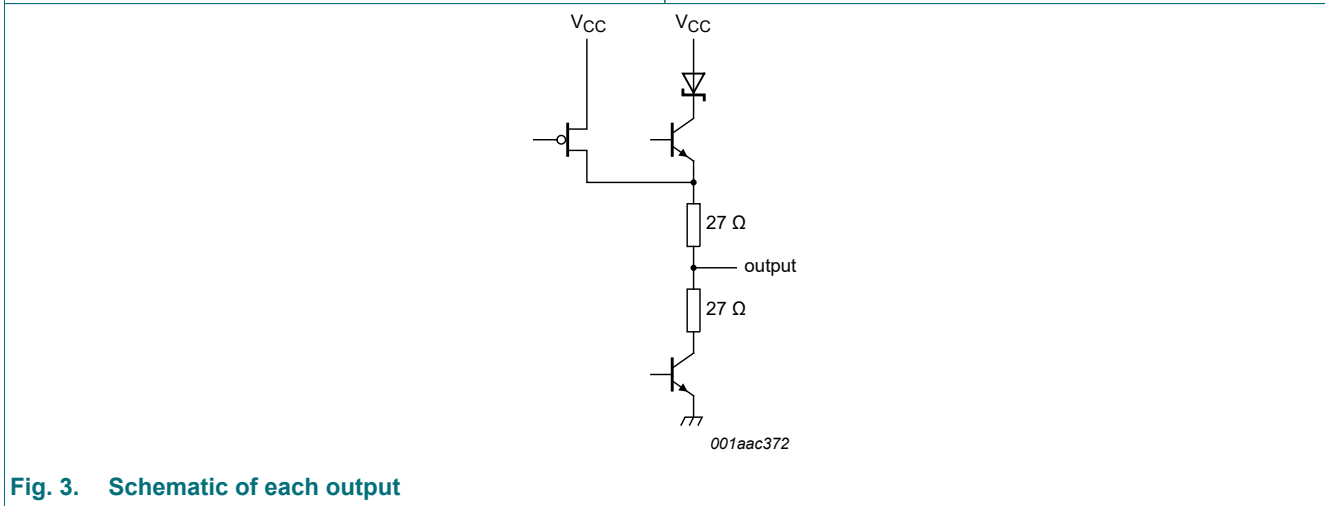 VCC VCC
27 Ω
output
27 Ω
001aac372
Fig. 3. Schematic of each output